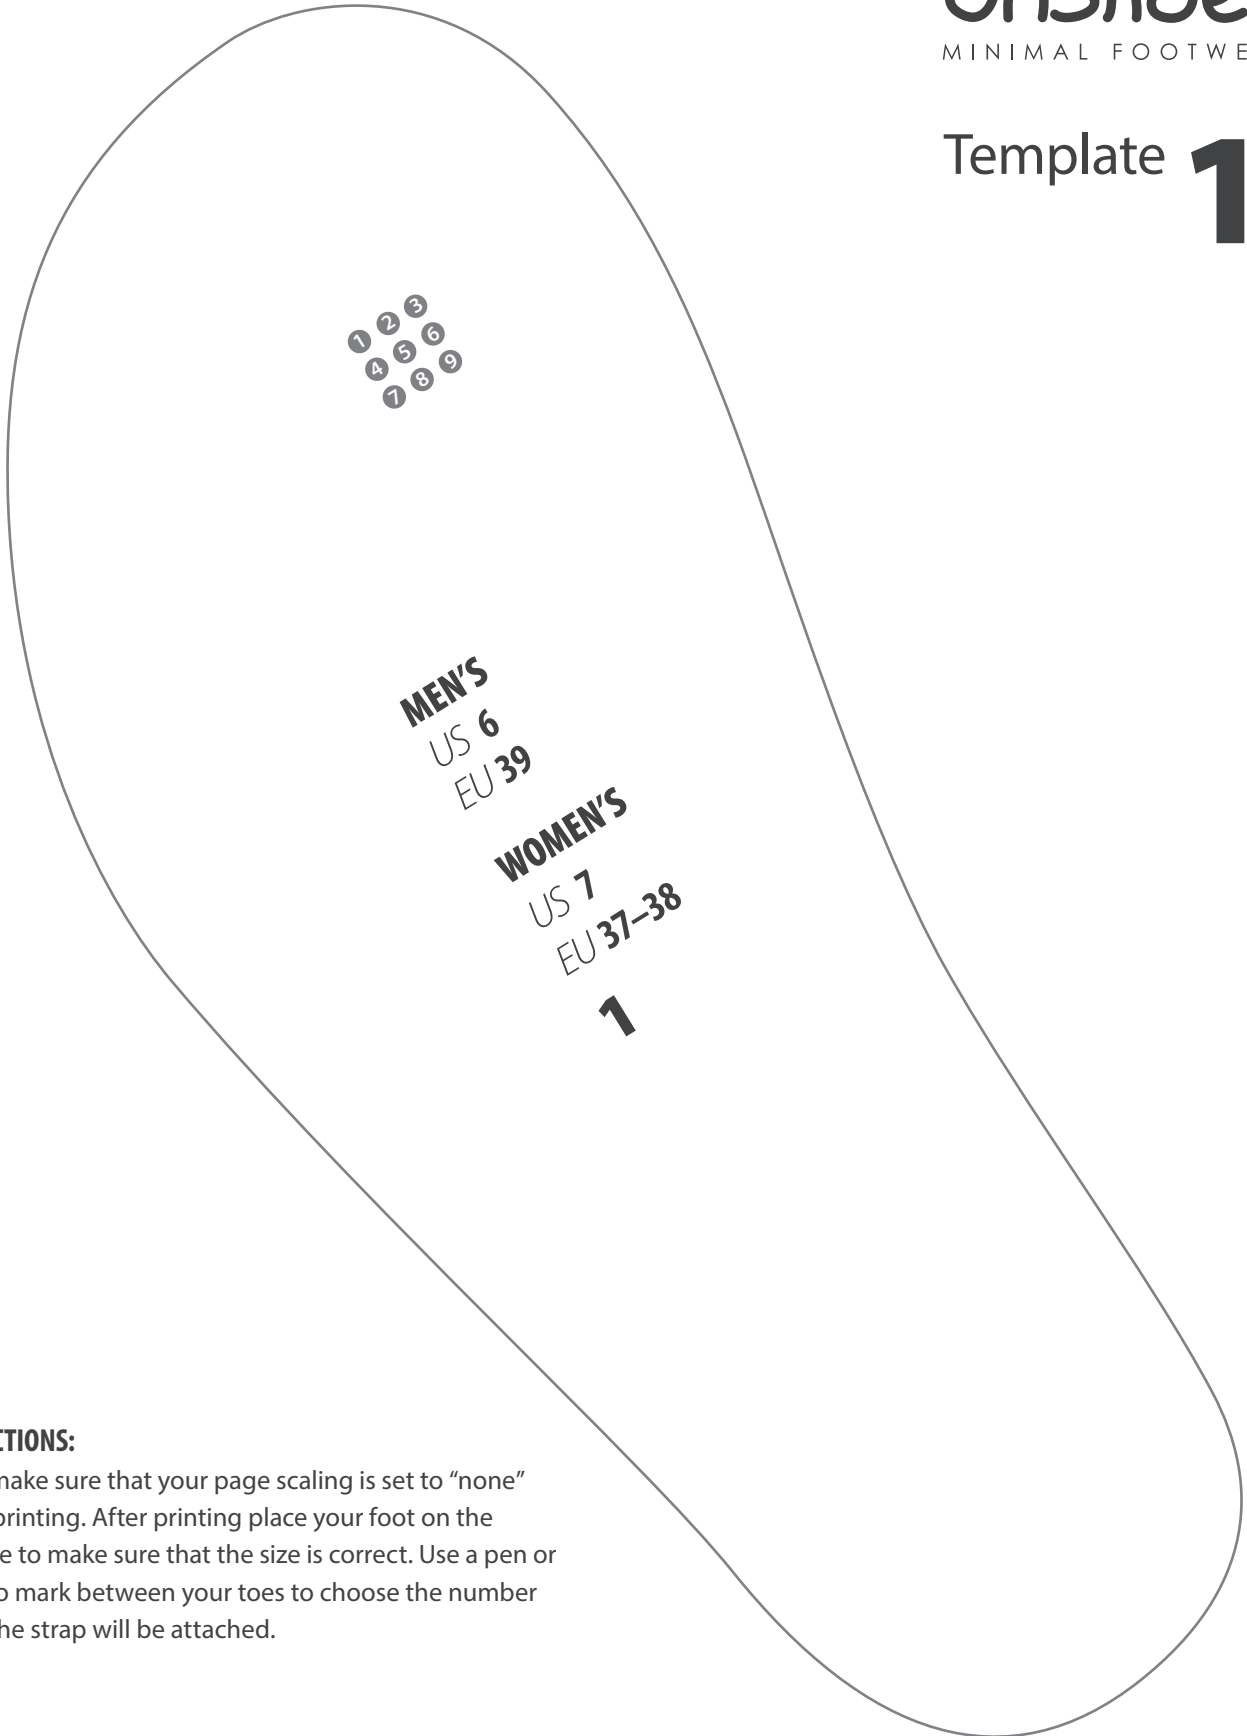 MINIMAL FOOTWE
Template 1
1 2 3
4 5 6
7 8 9
MEN'S
US 6
EU 39
WOMEN'S
US 7
EU 37–38
1
CTIONS:
make sure that your page scaling is set to “none”
printing. After printing place your foot on the
e to make sure that the size is correct. Use a pen or
o mark between your toes to choose the number
he strap will be attached.